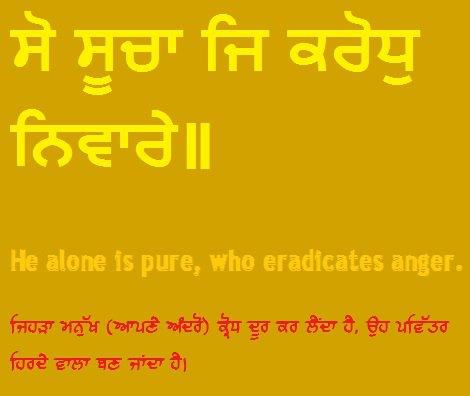 ਸੋ ਸੂਚਾ ਜਿ ਕਰੋਧੁ
ਨਿਵਾਰੇ॥
He alone is pure, who eradicates anger.
ਜਿਹੜਾ ਮਨੁੱਖ (ਆਪਣੇ ਅੰਦਰੋਂ) ਕ੍ਰੋਧ ਦੂਰ ਕਰ ਲੈਂਦਾ ਹੈ, ਉਹ ਪਵਿੱਤਰ
ਹਿਰਦੇ ਵਾਲਾ ਬਣ ਜਾਂਦਾ ਹੈ।